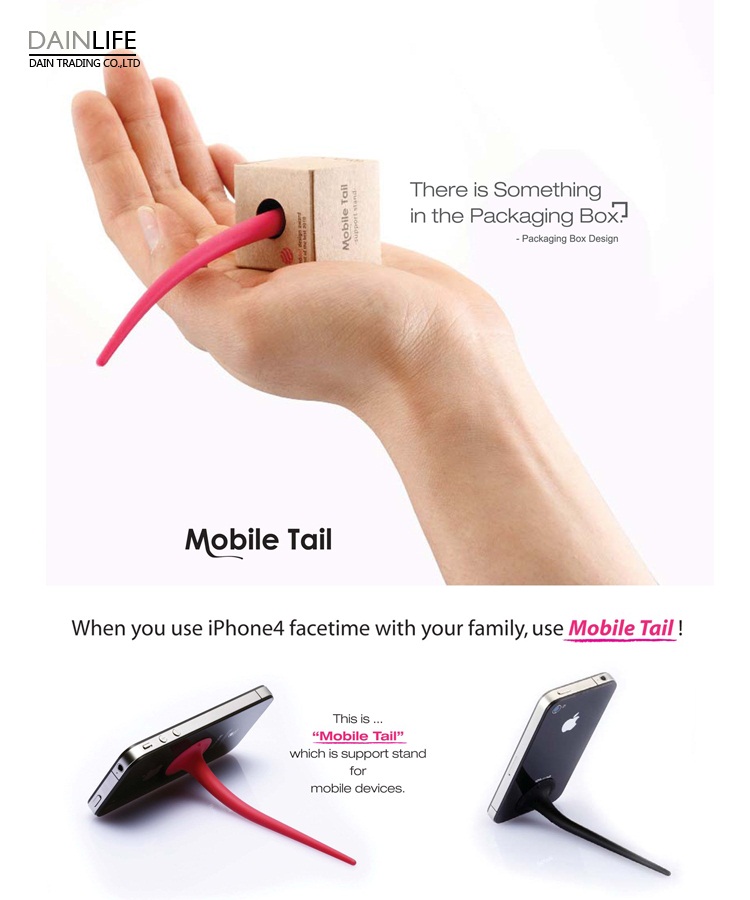 DAINLIFE
DAIN TRADING CO.,LTD
Mobile Tail
support stand.
design award
There is Something
in the Packaging Box.
- Packaging Box Design
Mobile Tail
When you use iPhone4 facetime with your family, use Mobile Tail !
This is ...
“Mobile Tail”
which is support stand
for
mobile devices.